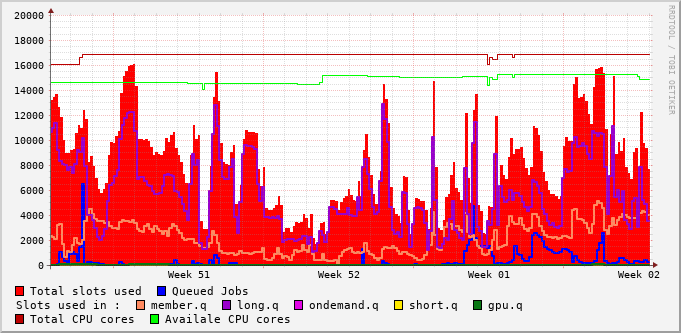 20000
18000
16000
14000
12000
10000
8000
6000
4000
2000
0
Week 51 Week 52 Week 01 Week 02
Total slots used Queued Jobs
Slots used in : member.q long.q ondemand.q short.q gpu.q
Total CPU cores Availale CPU cores
RRDTOOL / TOBI OETIKER